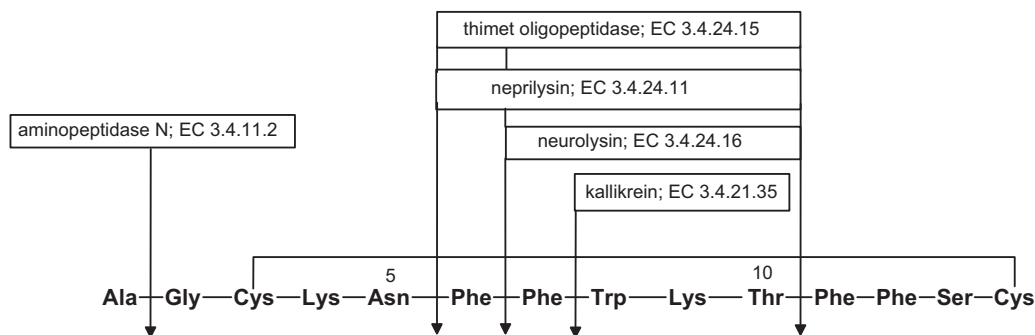 thimet oligopeptidase; EC 3.4.24.15
neprilysin; EC 3.4.24.11
aminopeptidase N; EC 3.4.11.2
neurolysin; EC 3.4.24.16
kallikrein; EC 3.4.21.35
5 10
Ala Gly Cys Lys Asn Phe Phe Trp Lys Thr Phe Phe Ser Cys